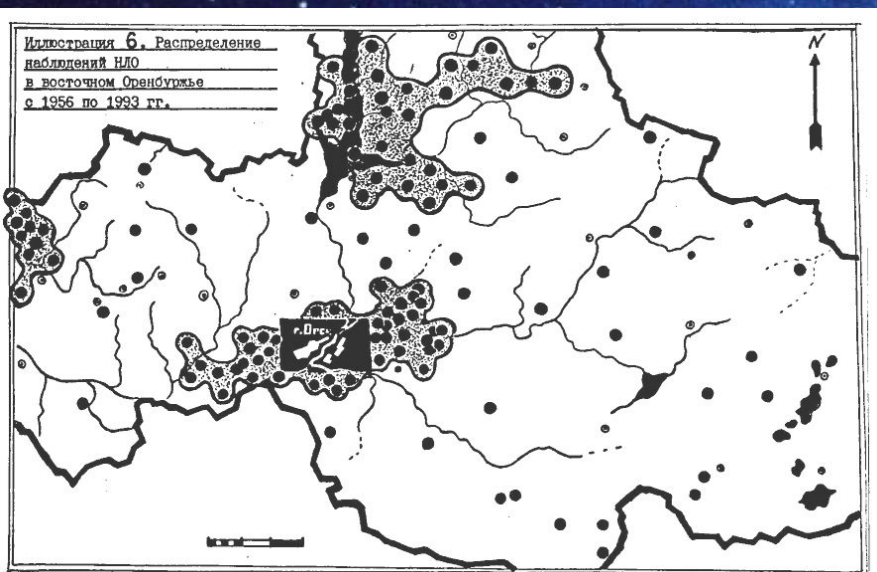 Иллюстрация 6. Распределение
наблюдений НЛО
в восточном Оренбуржье
с 1956 по 1993 гг.
N
г.Орск